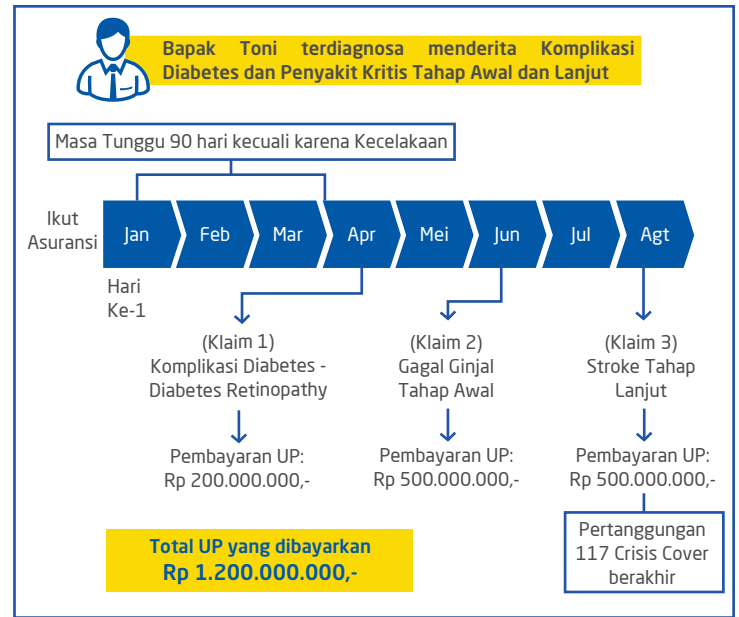 Bapak Toni terdiagnosa menderita Komplikasi
Diabetes dan Penyakit Kritis Tahap Awal dan Lanjut
Masa Tunggu 90 hari kecuali karena Kecelakaan
Ikut
Asuransi
Jan
Feb
Mar
Apr
Mei
Jun
Jul
Agt
Hari
Ke-1
(Klaim 1)
Komplikasi Diabetes -
Diabetes Retinopathy
Pembayaran UP:
Rp 200.000.000,-
(Klaim 2)
Gagal Ginjal
Tahap Awal
Pembayaran UP:
Rp 500.000.000,-
(Klaim 3)
Stroke Tahap
Lanjut
Pembayaran UP:
Rp 500.000.000,-
Pertanggungan
117 Crisis Cover
berakhir
Total UP yang dibayarkan
Rp 1.200.000.000,-